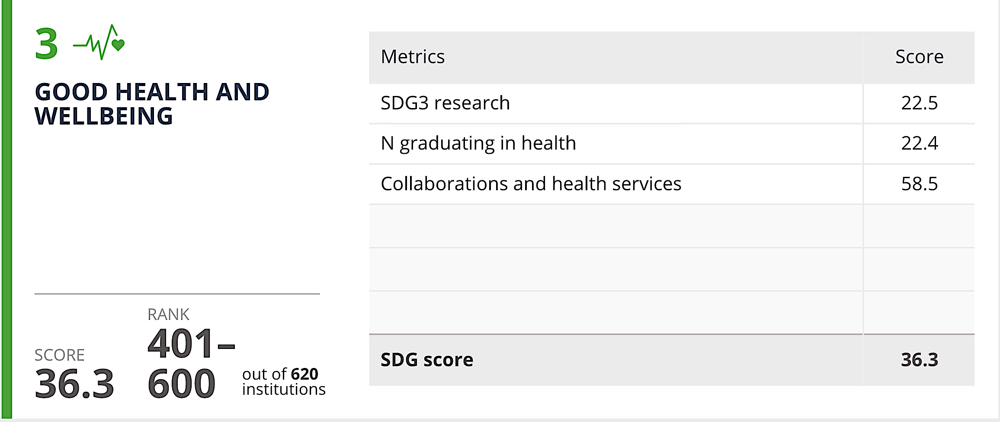 3
GOOD HEALTH AND
WELLBEING
SCORE
36.3
RANK
401–
600
out of 620
institutions
Metrics Score
SDG3 research 22.5
N graduating in health 22.4
Collaborations and health services 58.5
SDG score 36.3